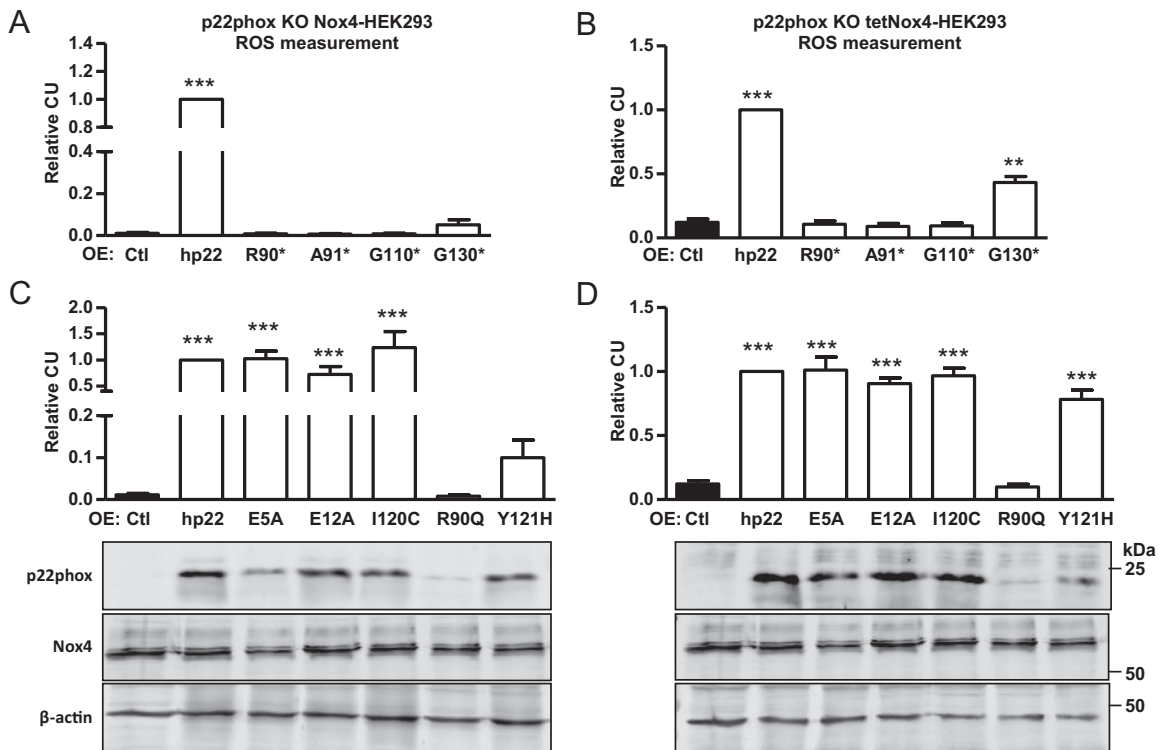 A
p22phox KO Nox4-HEK293
ROS measurement
Relative CU
1.4
1.2
1.0
0.8
0.4
0.2
0.0
***
OE: Ctl hp22 R90* A91* G110* G130*
B
p22phox KO tetNox4-HEK293
ROS measurement
Relative CU
1.5
1.0
0.5
0.0
***
**
OE: Ctl hp22 R90* A91* G110* G130*
C
Relative CU
2.0
1.5
1.0
0.5
0.2
0.1
0.0
*** *** *** ***
OE: Ctl hp22 E5A E12A I120C R90Q Y121H
p22phox
Nox4
β-actin
D
Relative CU
1.5
1.0
0.5
0.0
*** *** *** *** ***
OE: Ctl hp22 E5A E12A I120C R90Q Y121H
kDa
25
50
50